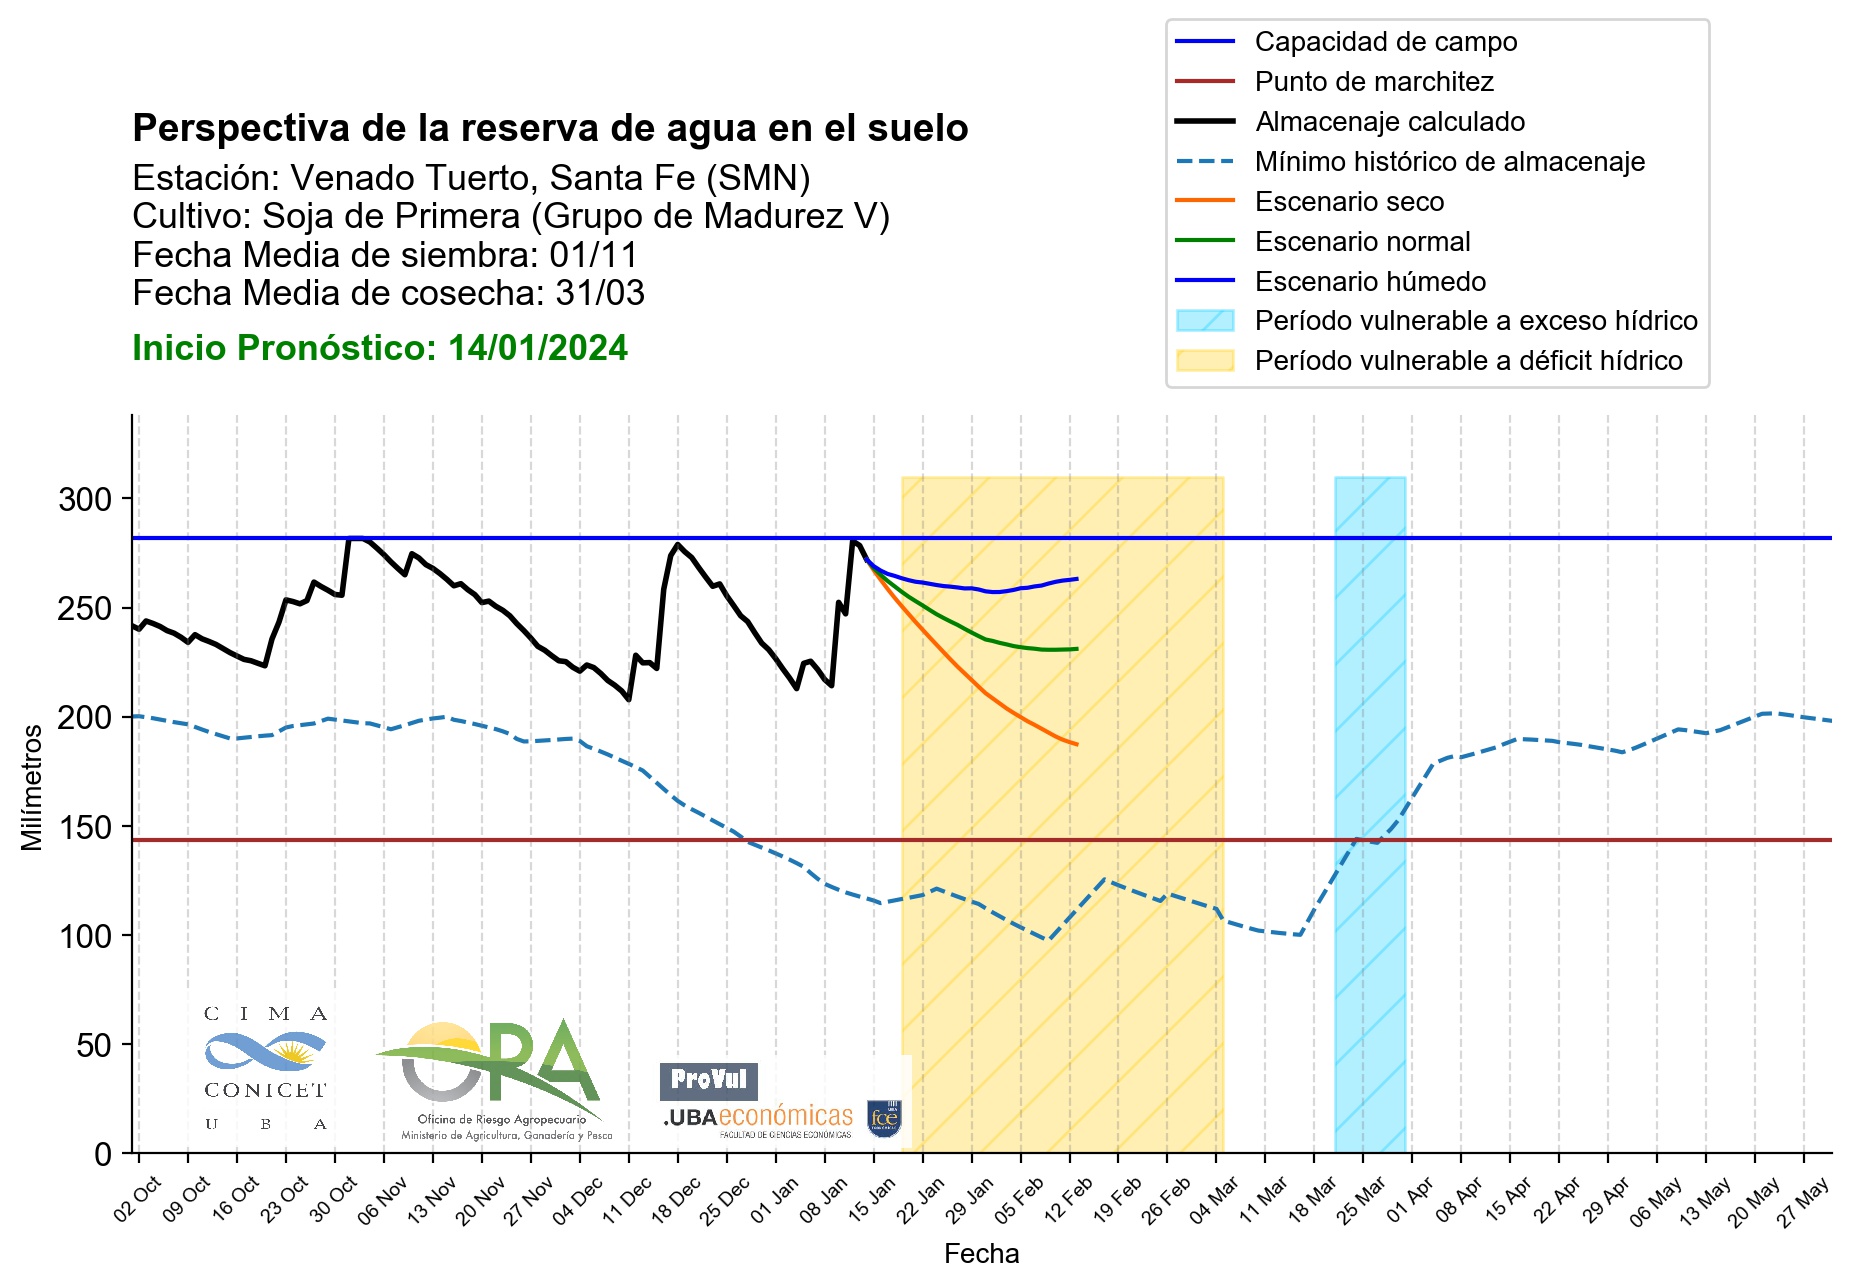 Capacidad de campo
Punto de marchitez
Almacenaje calculado
Mínimo histórico de almacenaje
Escenario seco
Escenario normal
Escenario húmedo
Período vulnerable a exceso hídrico
Período vulnerable a déficit hídrico
Perspectiva de la reserva de agua en el suelo
Estación: Venado Tuerto, Santa Fe (SMN)
Cultivo: Soja de Primera (Grupo de Madurez V)
Fecha Media de siembra: 01/11
Fecha Media de cosecha: 31/03
Inicio Pronóstico: 14/01/2024
Milímetros
300
250
200
150
100
50
0
C I M A
CONICET
U B A
ORA
Oficina de Riesgo Agropecuario
Ministerio de Agricultura, Ganadería y Pesca
ProVul
.UBAeconómicas
FACULTAD DE CIENCIAS ECONÓMICAS
UBA
fce
ECONÓMICAS
02 Oct
09 Oct
16 Oct
23 Oct
30 Oct
06 Nov
13 Nov
20 Nov
27 Nov
04 Dec
11 Dec
18 Dec
25 Dec
01 Jan
08 Jan
15 Jan
22 Jan
29 Jan
05 Feb
12 Feb
19 Feb
26 Feb
04 Mar
11 Mar
18 Mar
25 Mar
01 Apr
08 Apr
15 Apr
22 Apr
29 Apr
06 May
13 May
20 May
27 May
Fecha